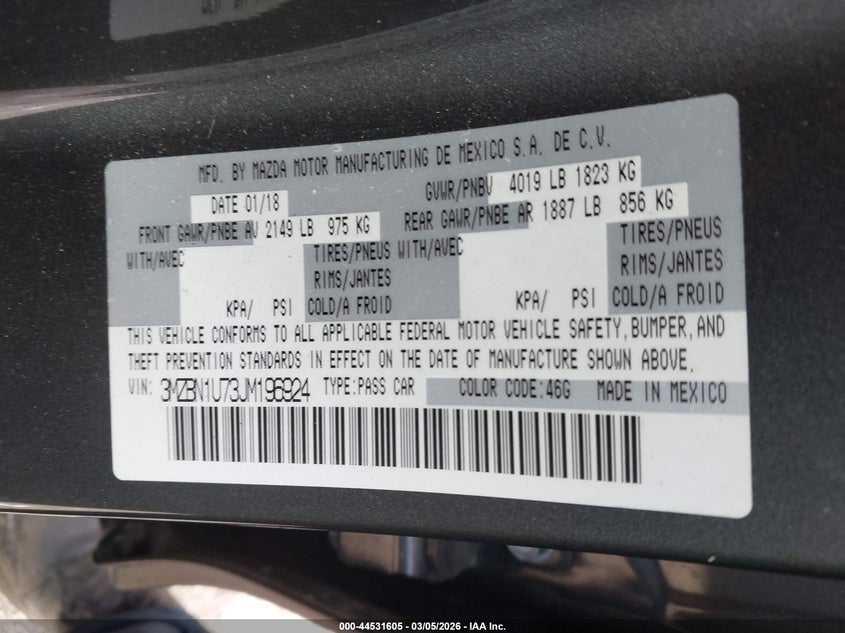 MFD. BY MAZDA MOTOR MANUFACTURING DE MEXICO S.A. DE C.V.
DATE 01/18 GVWR/PNBV 4019 LB 1823 KG
FRONT GAWR/PNBE AV 2149 LB 975 KG REAR GAWR/PNBE AR 1887 LB 856 KG
WITH/AVEC TIRES/PNEUS WITH/AVEC TIRES/PNEUS
RIMS/JANTES RIMS/JANTES
KPA/ PSI COLD/A FROID KPA/ PSI COLD/A FROID
THIS VEHICLE CONFORMS TO ALL APPLICABLE FEDERAL MOTOR VEHICLE SAFETY, BUMPER, AND
THEFT PREVENTION STANDARDS IN EFFECT ON THE DATE OF MANUFACTURE SHOWN ABOVE.
VIN: 3MZBN1U73JM196924 TYPE:PASS CAR COLOR CODE:46G MADE IN MEXICO
000-44531605 | 03/05/2026 - IAA Inc.